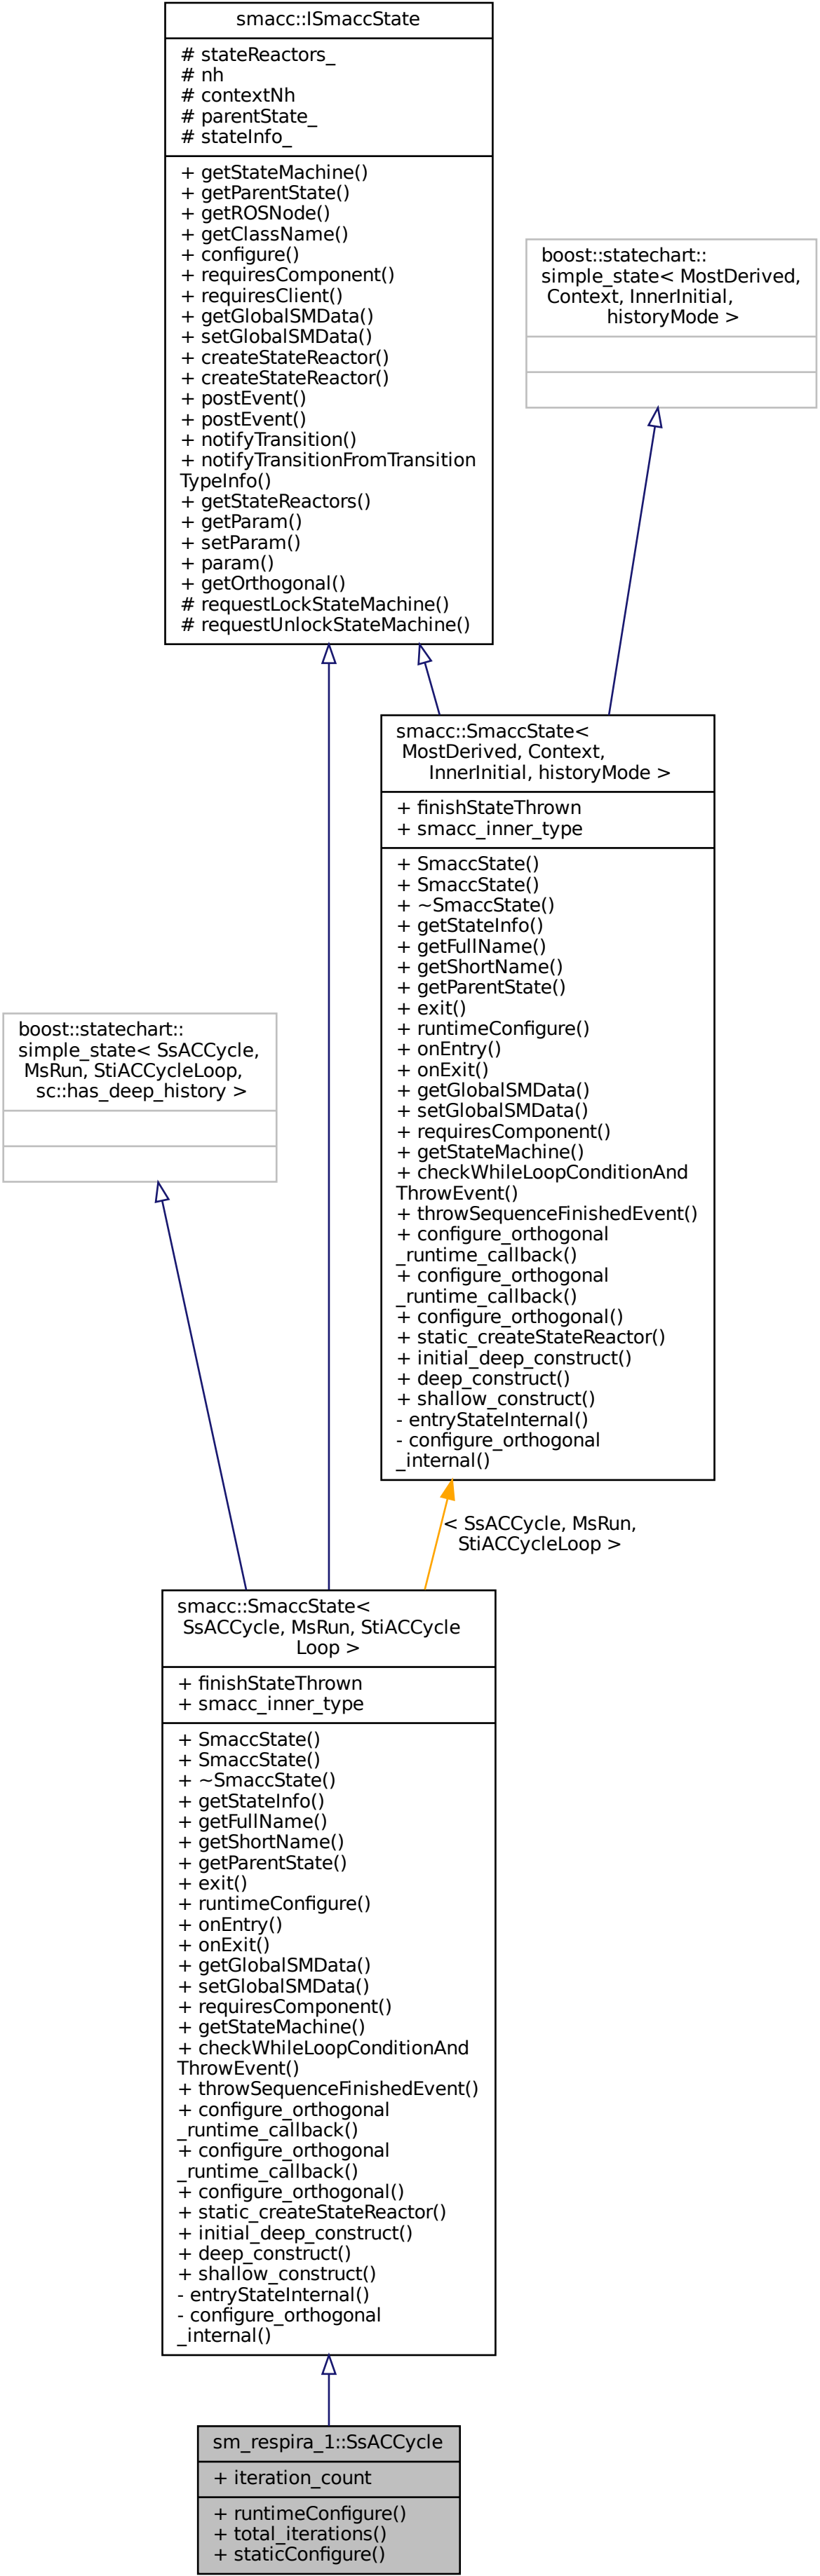 smacc::ISmaccState
# stateReactors_
# nh
# contextNh
# parentState_
# stateInfo_
+ getStateMachine()
+ getParentState()
+ getROSNode()
+ getClassName()
+ configure()
+ requiresComponent()
+ requiresClient()
+ getGlobalSMData()
+ setGlobalSMData()
+ createStateReactor()
+ createStateReactor()
+ postEvent()
+ postEvent()
+ notifyTransition()
+ notifyTransitionFromTransition
TypeInfo()
+ getStateReactors()
+ getParam()
+ setParam()
+ param()
+ getOrthogonal()
# requestLockStateMachine()
# requestUnlockStateMachine()
boost::statechart::
simple_state< MostDerived,
Context, InnerInitial,
historyMode >
smacc::SmaccState<
MostDerived, Context,
InnerInitial, historyMode >
+ finishStateThrown
+ smacc_inner_type
+ SmaccState()
+ SmaccState()
+ ~SmaccState()
+ getStateInfo()
+ getFullName()
+ getShortName()
+ getParentState()
+ exit()
+ runtimeConfigure()
+ onEntry()
+ onExit()
+ getGlobalSMData()
+ setGlobalSMData()
+ requiresComponent()
+ getStateMachine()
+ checkWhileLoopConditionAnd
ThrowEvent()
+ throwSequenceFinishedEvent()
+ configure_orthogonal
_runtime_callback()
+ configure_orthogonal
_runtime_callback()
+ configure_orthogonal()
+ static_createStateReactor()
+ initial_deep_construct()
+ deep_construct()
+ shallow_construct()
- entryStateInternal()
- configure_orthogonal
_internal()
boost::statechart::
simple_state< SsACCycle,
MsRun, StiACCycleLoop,
sc::has_deep_history >
< SsACCycle, MsRun,
StiACCycleLoop >
smacc::SmaccState<
SsACCycle, MsRun, StiACCycle
Loop >
+ finishStateThrown
+ smacc_inner_type
+ SmaccState()
+ SmaccState()
+ ~SmaccState()
+ getStateInfo()
+ getFullName()
+ getShortName()
+ getParentState()
+ exit()
+ runtimeConfigure()
+ onEntry()
+ onExit()
+ getGlobalSMData()
+ setGlobalSMData()
+ requiresComponent()
+ getStateMachine()
+ checkWhileLoopConditionAnd
ThrowEvent()
+ throwSequenceFinishedEvent()
+ configure_orthogonal
_runtime_callback()
+ configure_orthogonal
_runtime_callback()
+ configure_orthogonal()
+ static_createStateReactor()
+ initial_deep_construct()
+ deep_construct()
+ shallow_construct()
- entryStateInternal()
- configure_orthogonal
_internal()
sm_respira_1::SsACCycle
+ iteration_count
+ runtimeConfigure()
+ total_iterations()
+ staticConfigure()